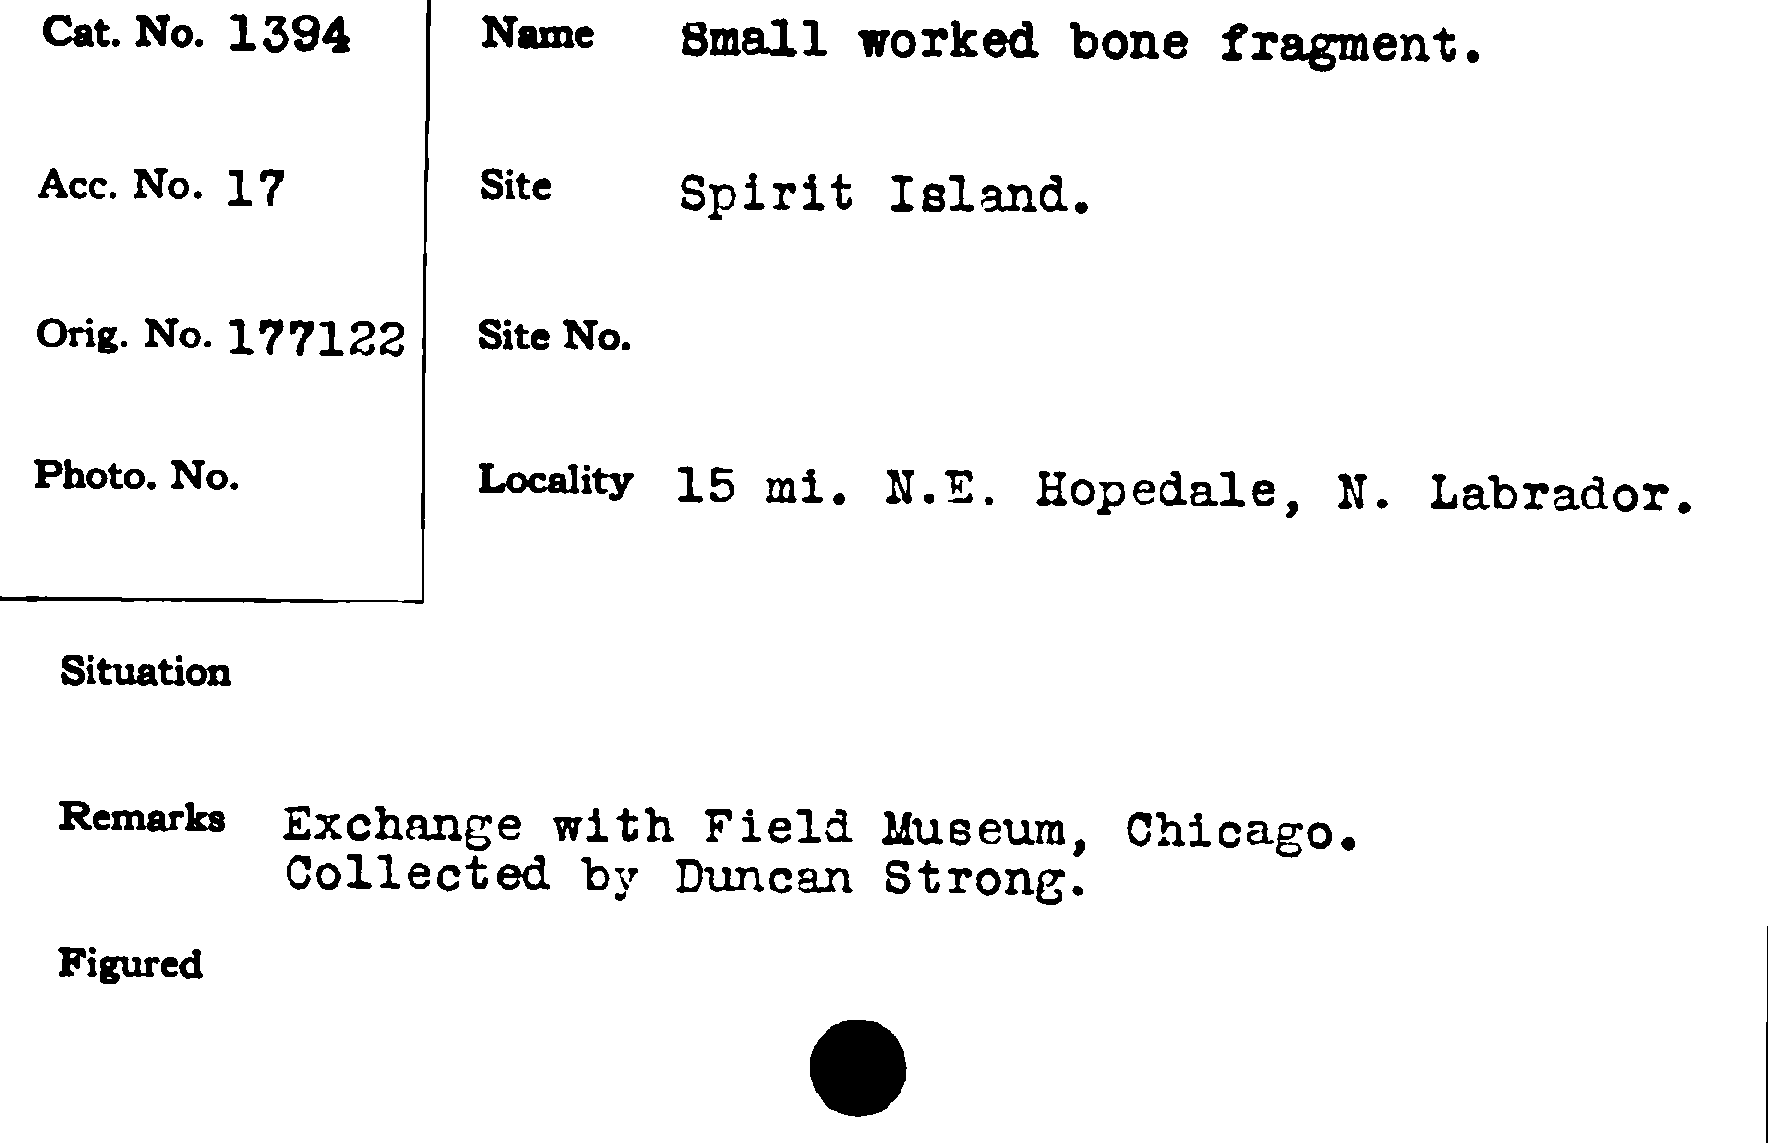 Cat. No. 1394
Name Small worked bone fragment.
Acc. No. 17
Site Spirit Island.
Orig. No. 177122
Site No.
Photo. No.
Locality 15 mi. N.E. Hopedale, N. Labrador.
Situation
Remarks Exchange with Field Museum, Chicago.
Collected by Duncan Strong.
Figured